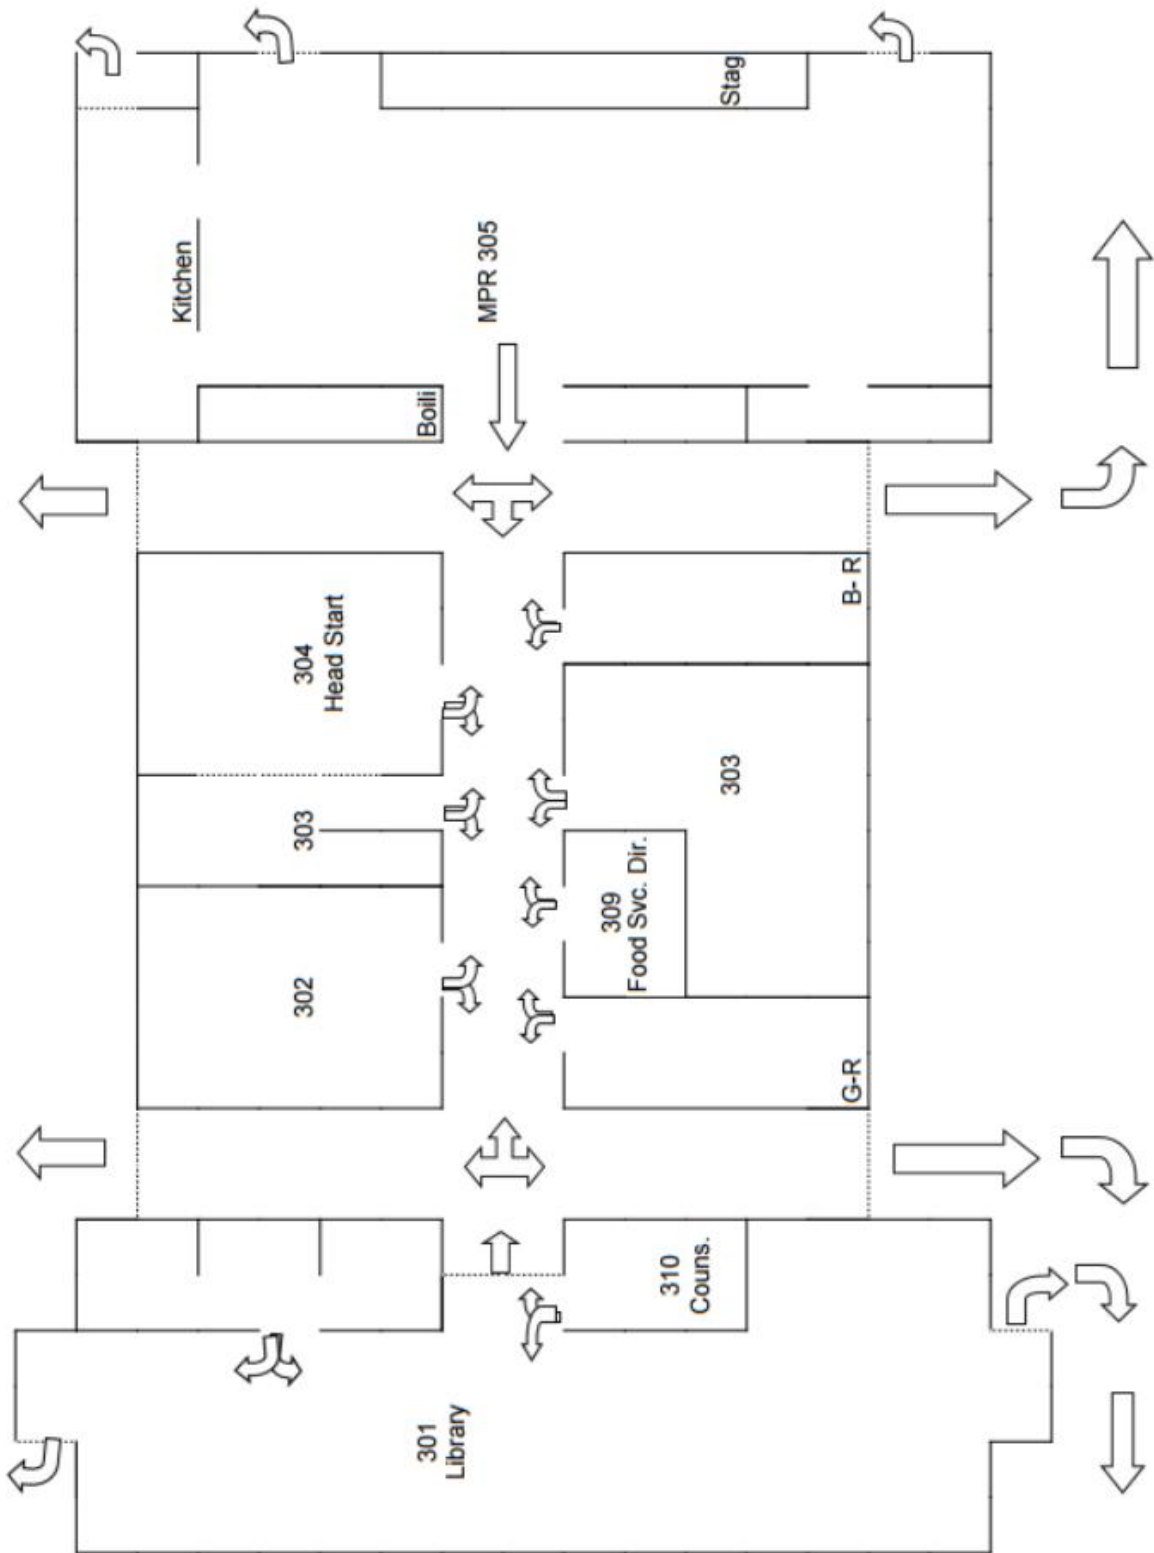 Kitchen
Stag
MPR 305
Boili
304
Head Start
303
302
B- R
303
309
Food Svc. Dir.
G-R
310
Couns.
301
Library